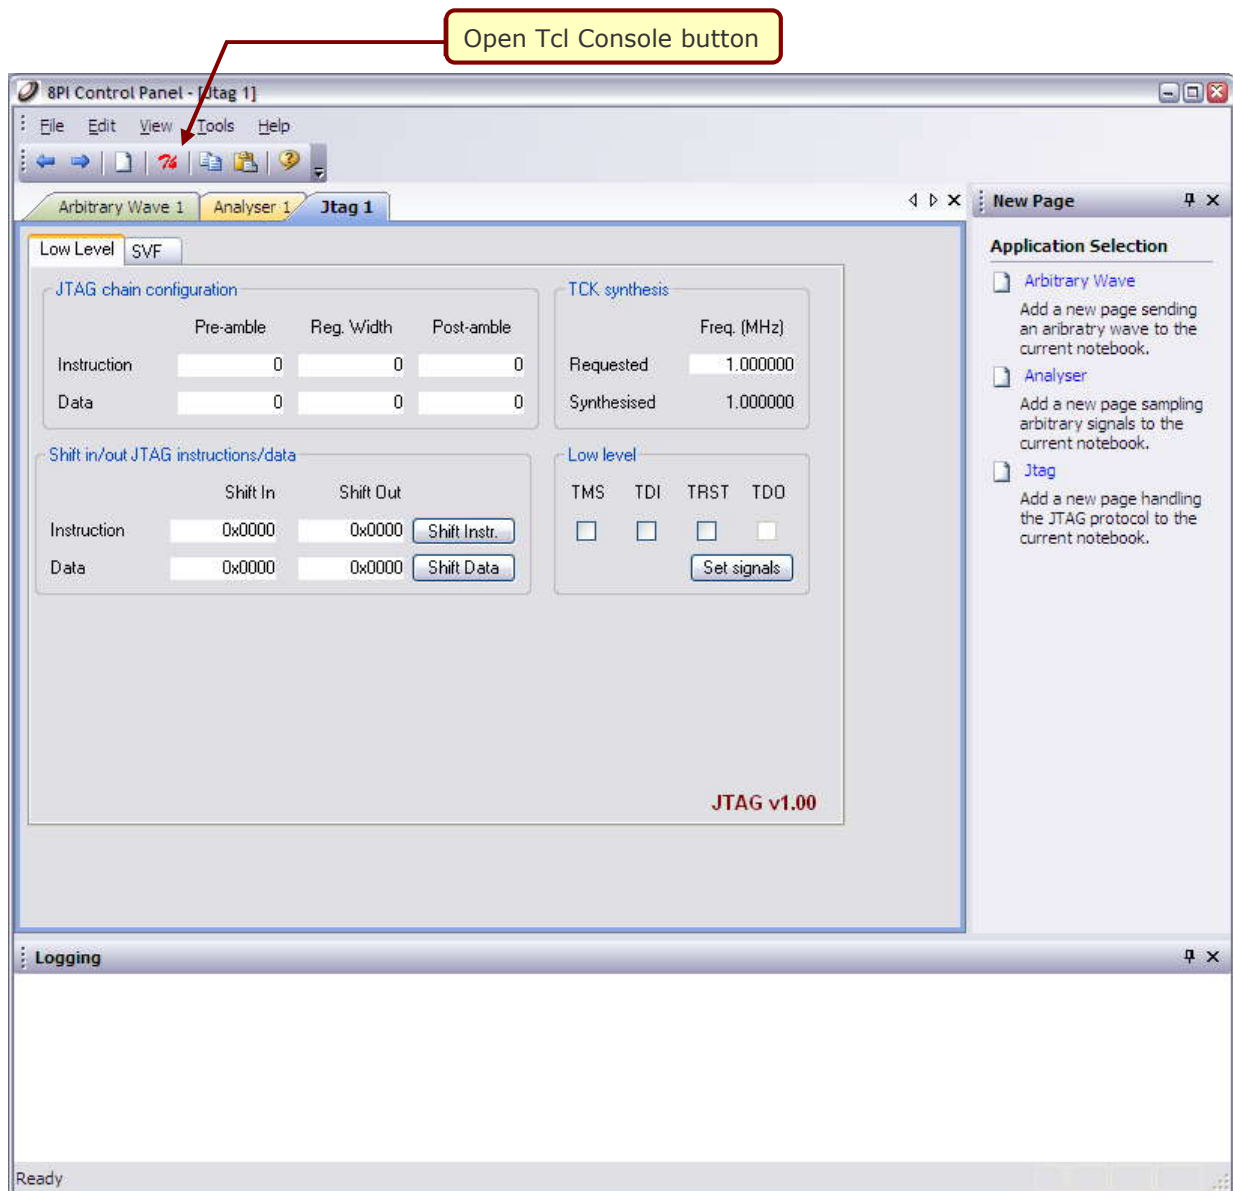 Open Tcl Console button
8PI Control Panel - [Jtag 1]
File Edit View Tools Help
Arbitrary Wave 1 Analyser 1 Jtag 1
New Page
Low Level SVF
Application Selection
JTAG chain configuration
Pre-amble Reg. Width Post-amble
Instruction 0 0 0
Data 0 0 0
TCK synthesis
Freq. (MHz)
Requested 1.000000
Synthesised 1.000000
Shift in/out JTAG instructions/data
Shift In Shift Out
Instruction 0x0000 0x0000 Shift Instr.
Data 0x0000 0x0000 Shift Data
Low level
TMS TDI TRST TDO
Set signals
JTAG v1.00
Arbitrary Wave
Add a new page sending
an aribratry wave to the
current notebook.
Analyser
Add a new page sampling
arbitrary signals to the
current notebook.
Jtag
Add a new page handling
the JTAG protocol to the
current notebook.
Logging
Ready